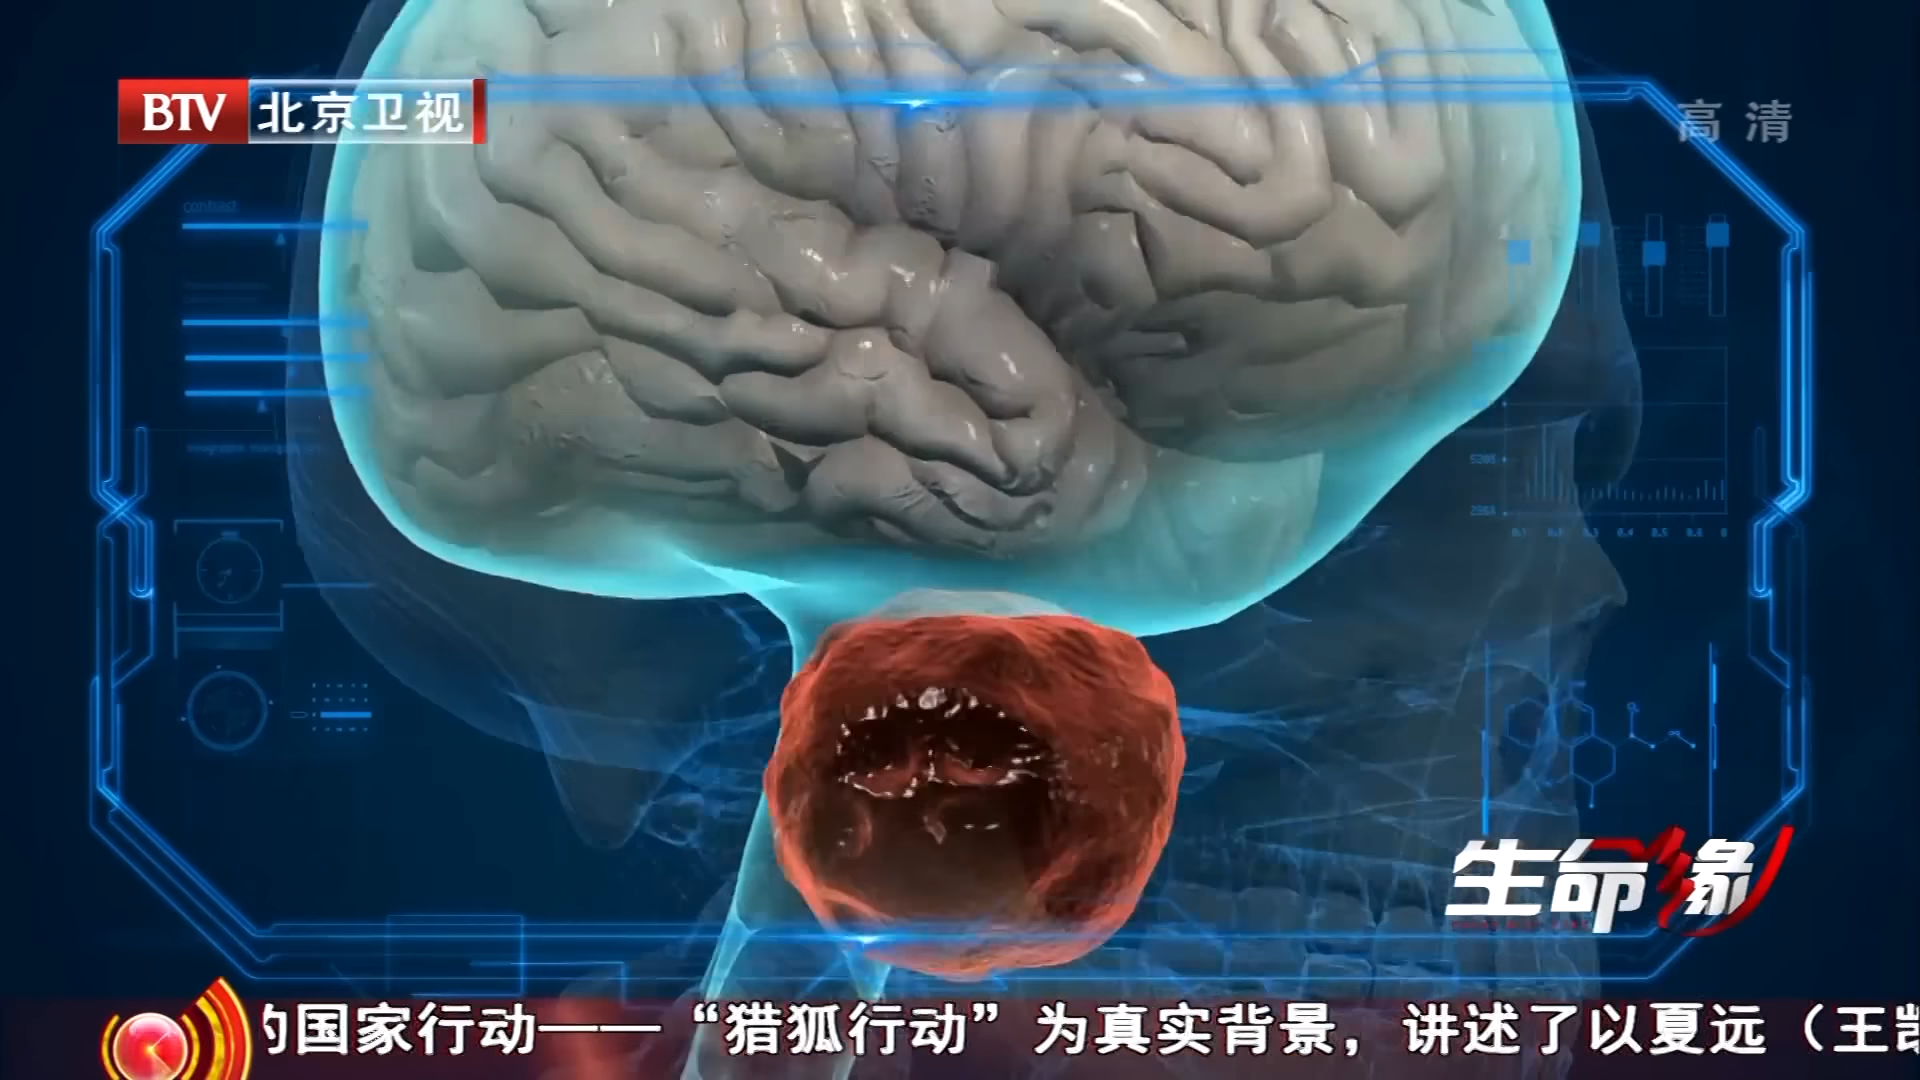 BTV 北京卫视
高清
contrast
生命缘
的国家行动——“猎狐行动”为真实背景，讲述了以夏远（王凯